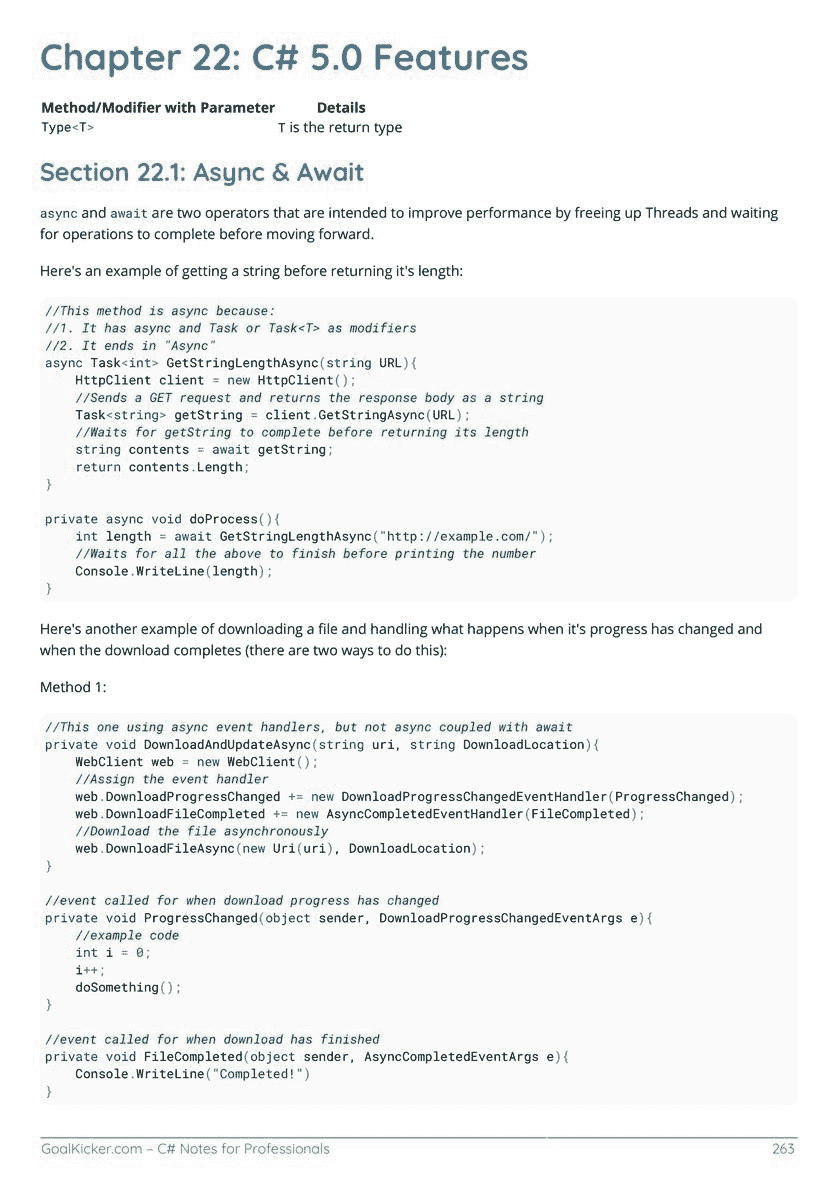 Chapter 22: C# 5.0 Features
Method/Modifier with Parameter Details
Type<T> T is the return type
Section 22.1: Async & Await
async and await are two operators that are intended to improve performance by freeing up Threads and waiting
for operations to complete before moving forward.
Here's an example of getting a string before returning it's length:
//This method is async because:
//1. It has async and Task or Task<T> as modifiers
//2. It ends in "Async"
async Task<int> GetStringLengthAsync(string URL){
    HttpClient client = new HttpClient();
    //Sends a GET request and returns the response body as a string
    Task<string> getString = client.GetStringAsync(URL);
    //Waits for getString to complete before returning its length
    string contents = await getString;
    return contents.Length;
}
private async void doProcess(){
    int length = await GetStringLengthAsync("http://example.com/");
    //Waits for all the above to finish before printing the number
    Console.WriteLine(length);
}
Here's another example of downloading a file and handling what happens when it's progress has changed and
when the download completes (there are two ways to do this):
Method 1:
//This one using async event handlers, but not async coupled with await
private void DownloadAndUpdateAsync(string uri, string DownloadLocation){
    WebClient web = new WebClient();
    //Assign the event handler
    web.DownloadProgressChanged += new DownloadProgressChangedEventHandler(ProgressChanged);
    web.DownloadFileCompleted += new AsyncCompletedEventHandler(FileCompleted);
    //Download the file asynchronously
    web.DownloadFileAsync(new Uri(uri), DownloadLocation);
}
//event called for when download progress has changed
private void ProgressChanged(object sender, DownloadProgressChangedEventArgs e){
    //example code
    int i = 0;
    i++;
    doSomething();
}
//event called for when download has finished
private void FileCompleted(object sender, AsyncCompletedEventArgs e){
    Console.WriteLine("Completed!")
}
GoalKicker.com – C# Notes for Professionals 263